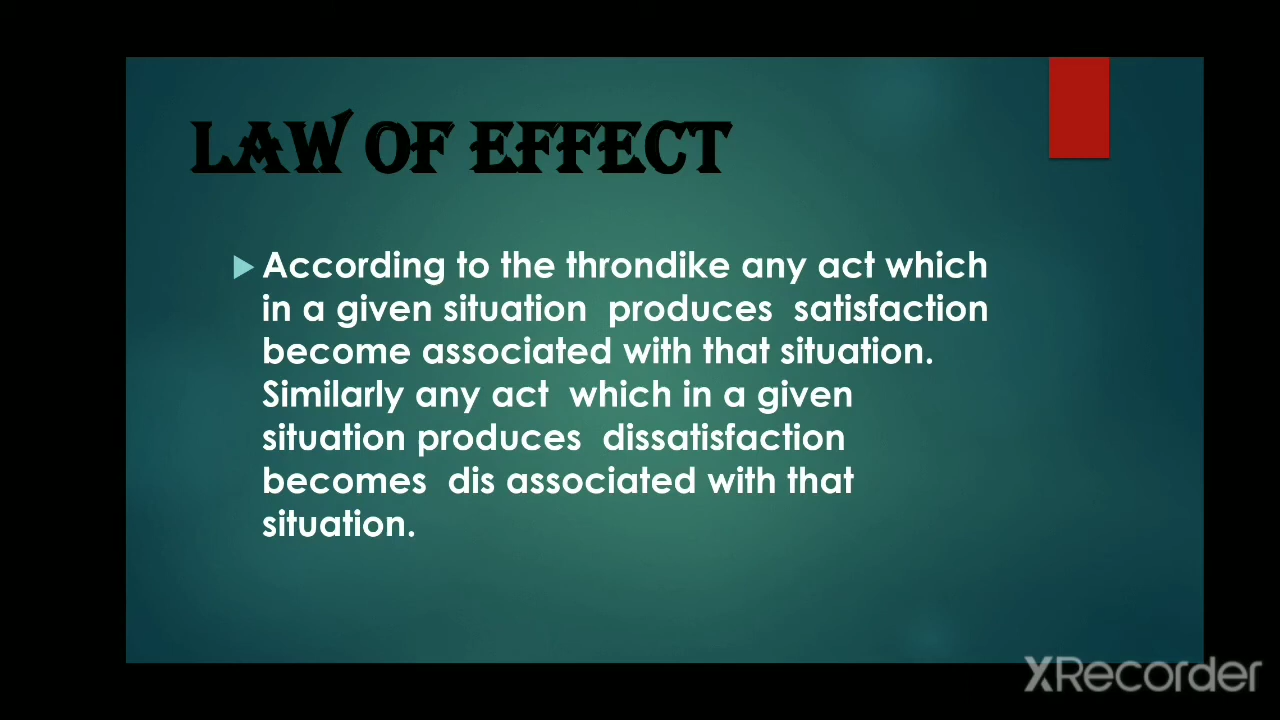 LAW OF EFFECT
According to the throndike any act which
in a given situation produces satisfaction
become associated with that situation.
Similarly any act which in a given
situation produces dissatisfaction
becomes dis associated with that
situation.
XRecorder